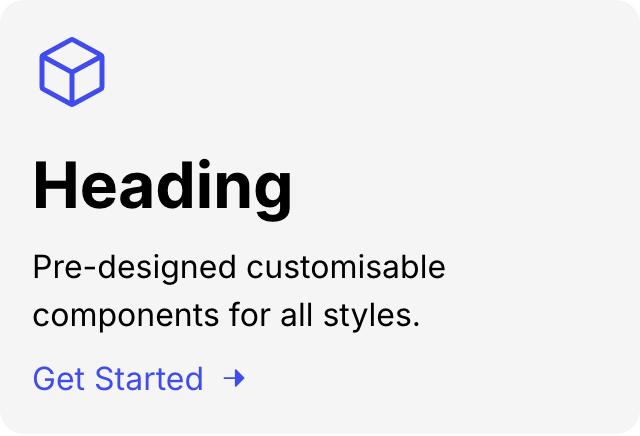 Heading
Pre-designed customisable
components for all styles.
Get Started